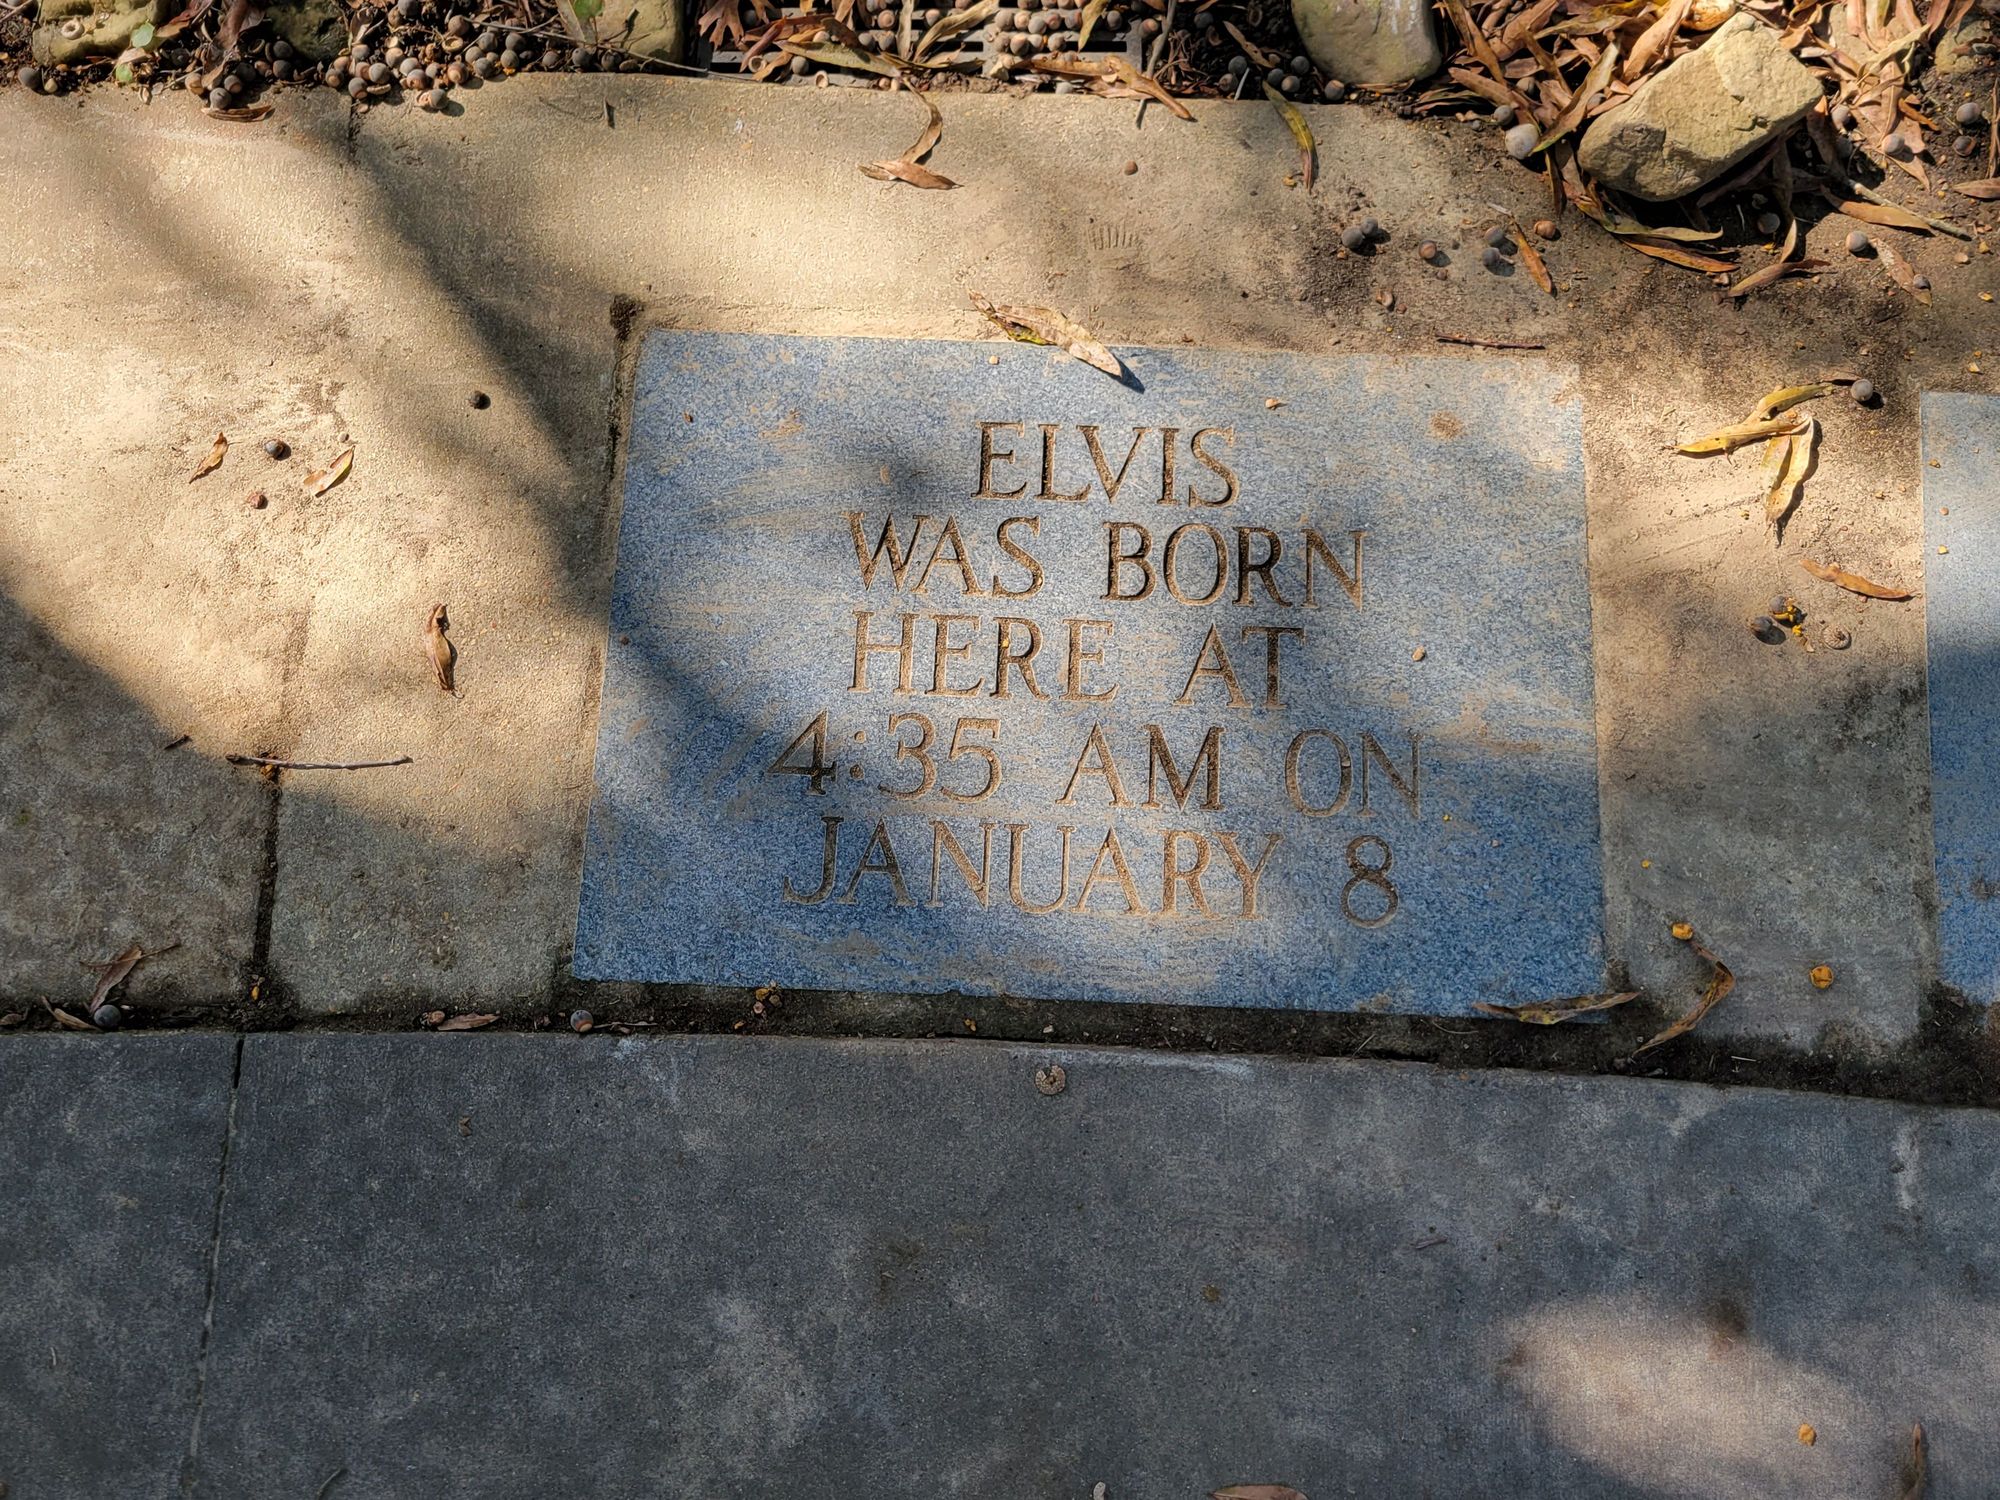 ELVIS
WAS BORN
HERE AT
4:35 AM ON
JANUARY 8